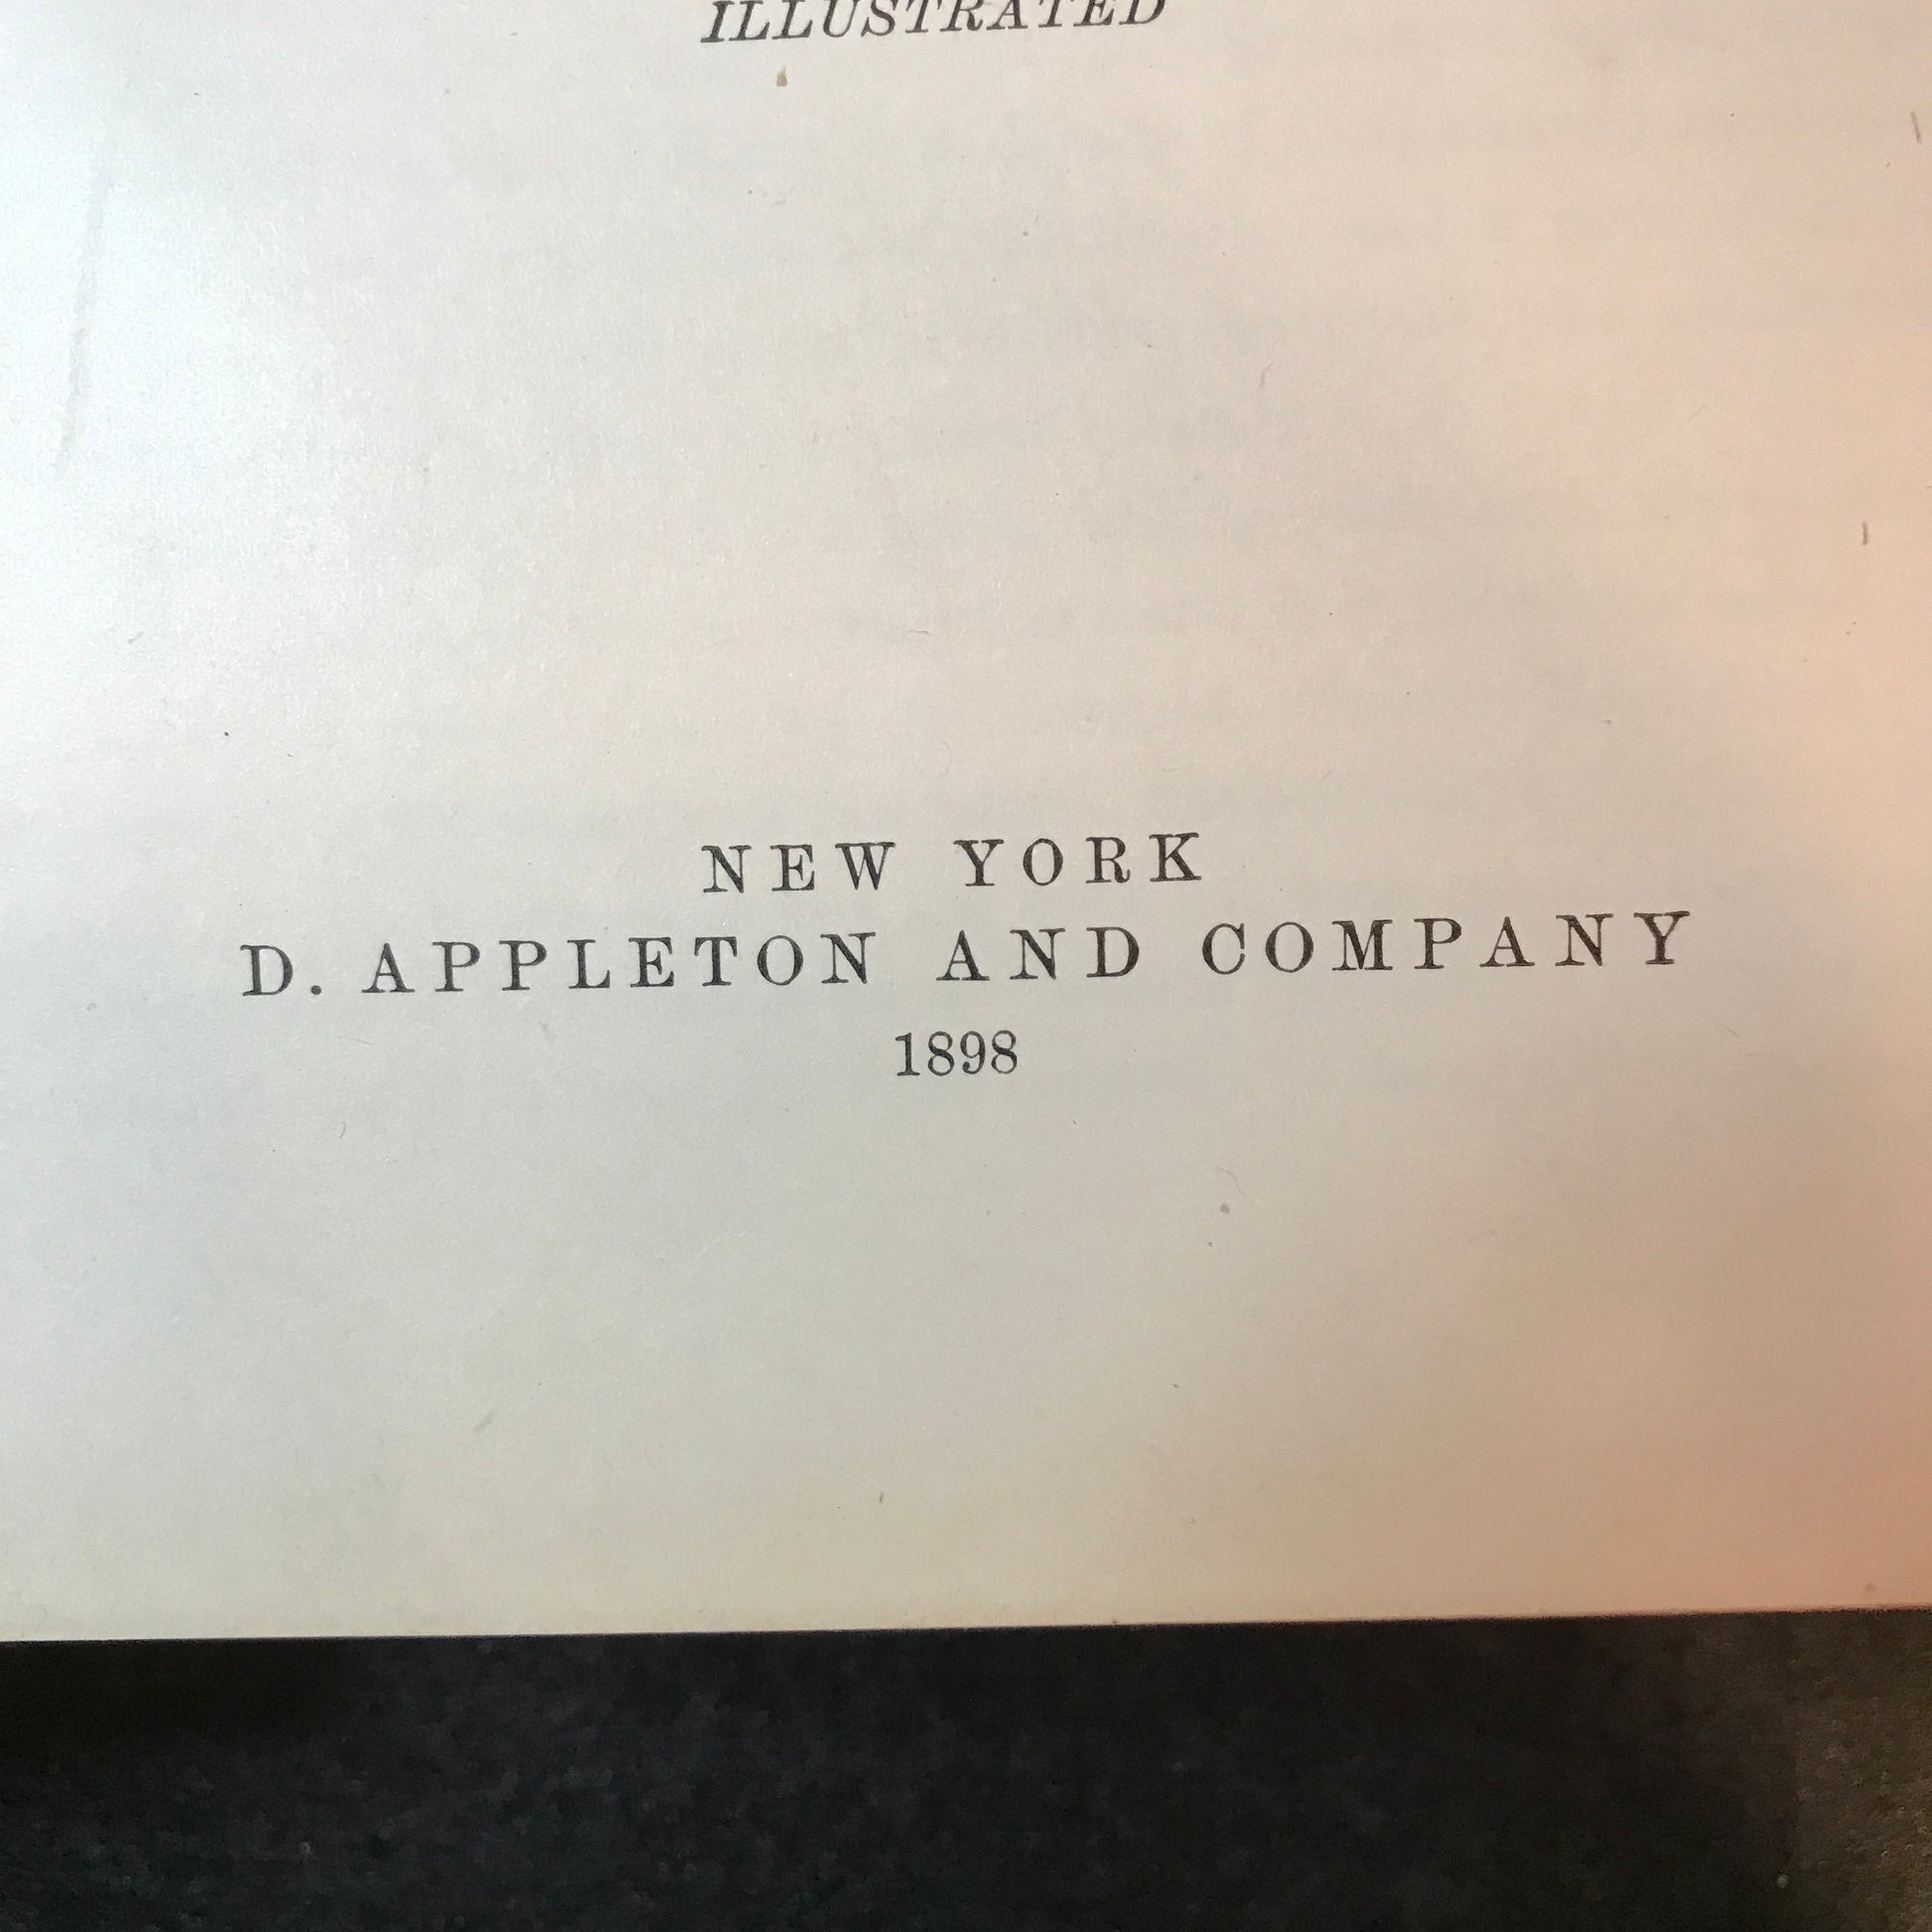 ILLUSTRATED
NEW YORK
D. APPLETON AND COMPANY
1898